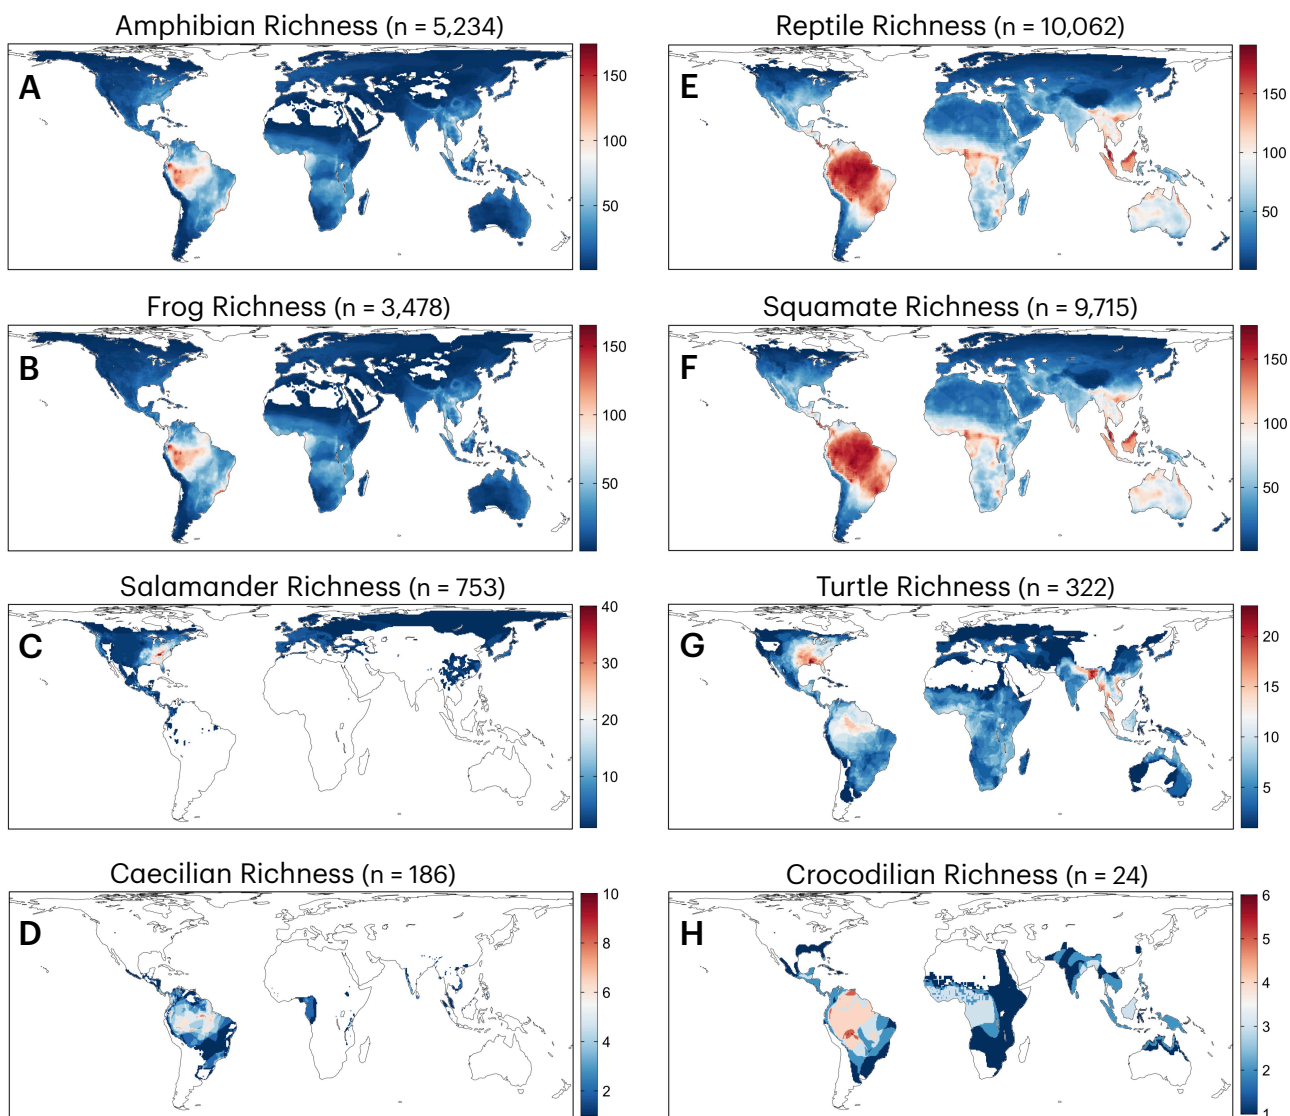 Amphibian Richness (n = 5,234)
A
150
100
50
Reptile Richness (n = 10,062)
E
150
100
50
Frog Richness (n = 3,478)
B
150
100
50
Squamate Richness (n = 9,715)
F
150
100
50
Salamander Richness (n = 753)
C
40
30
20
10
Turtle Richness (n = 322)
G
20
15
10
5
Caecilian Richness (n = 186)
D
10
8
6
4
2
Crocodilian Richness (n = 24)
H
6
5
4
3
2
1